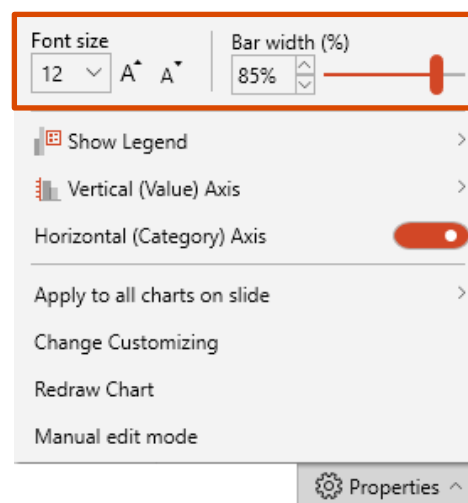 Font size Bar width (%)
12 A A 85%
Show Legend
Vertical (Value) Axis
Horizontal (Category) Axis
Apply to all charts on slide
Change Customizing
Redraw Chart
Manual edit mode
Properties